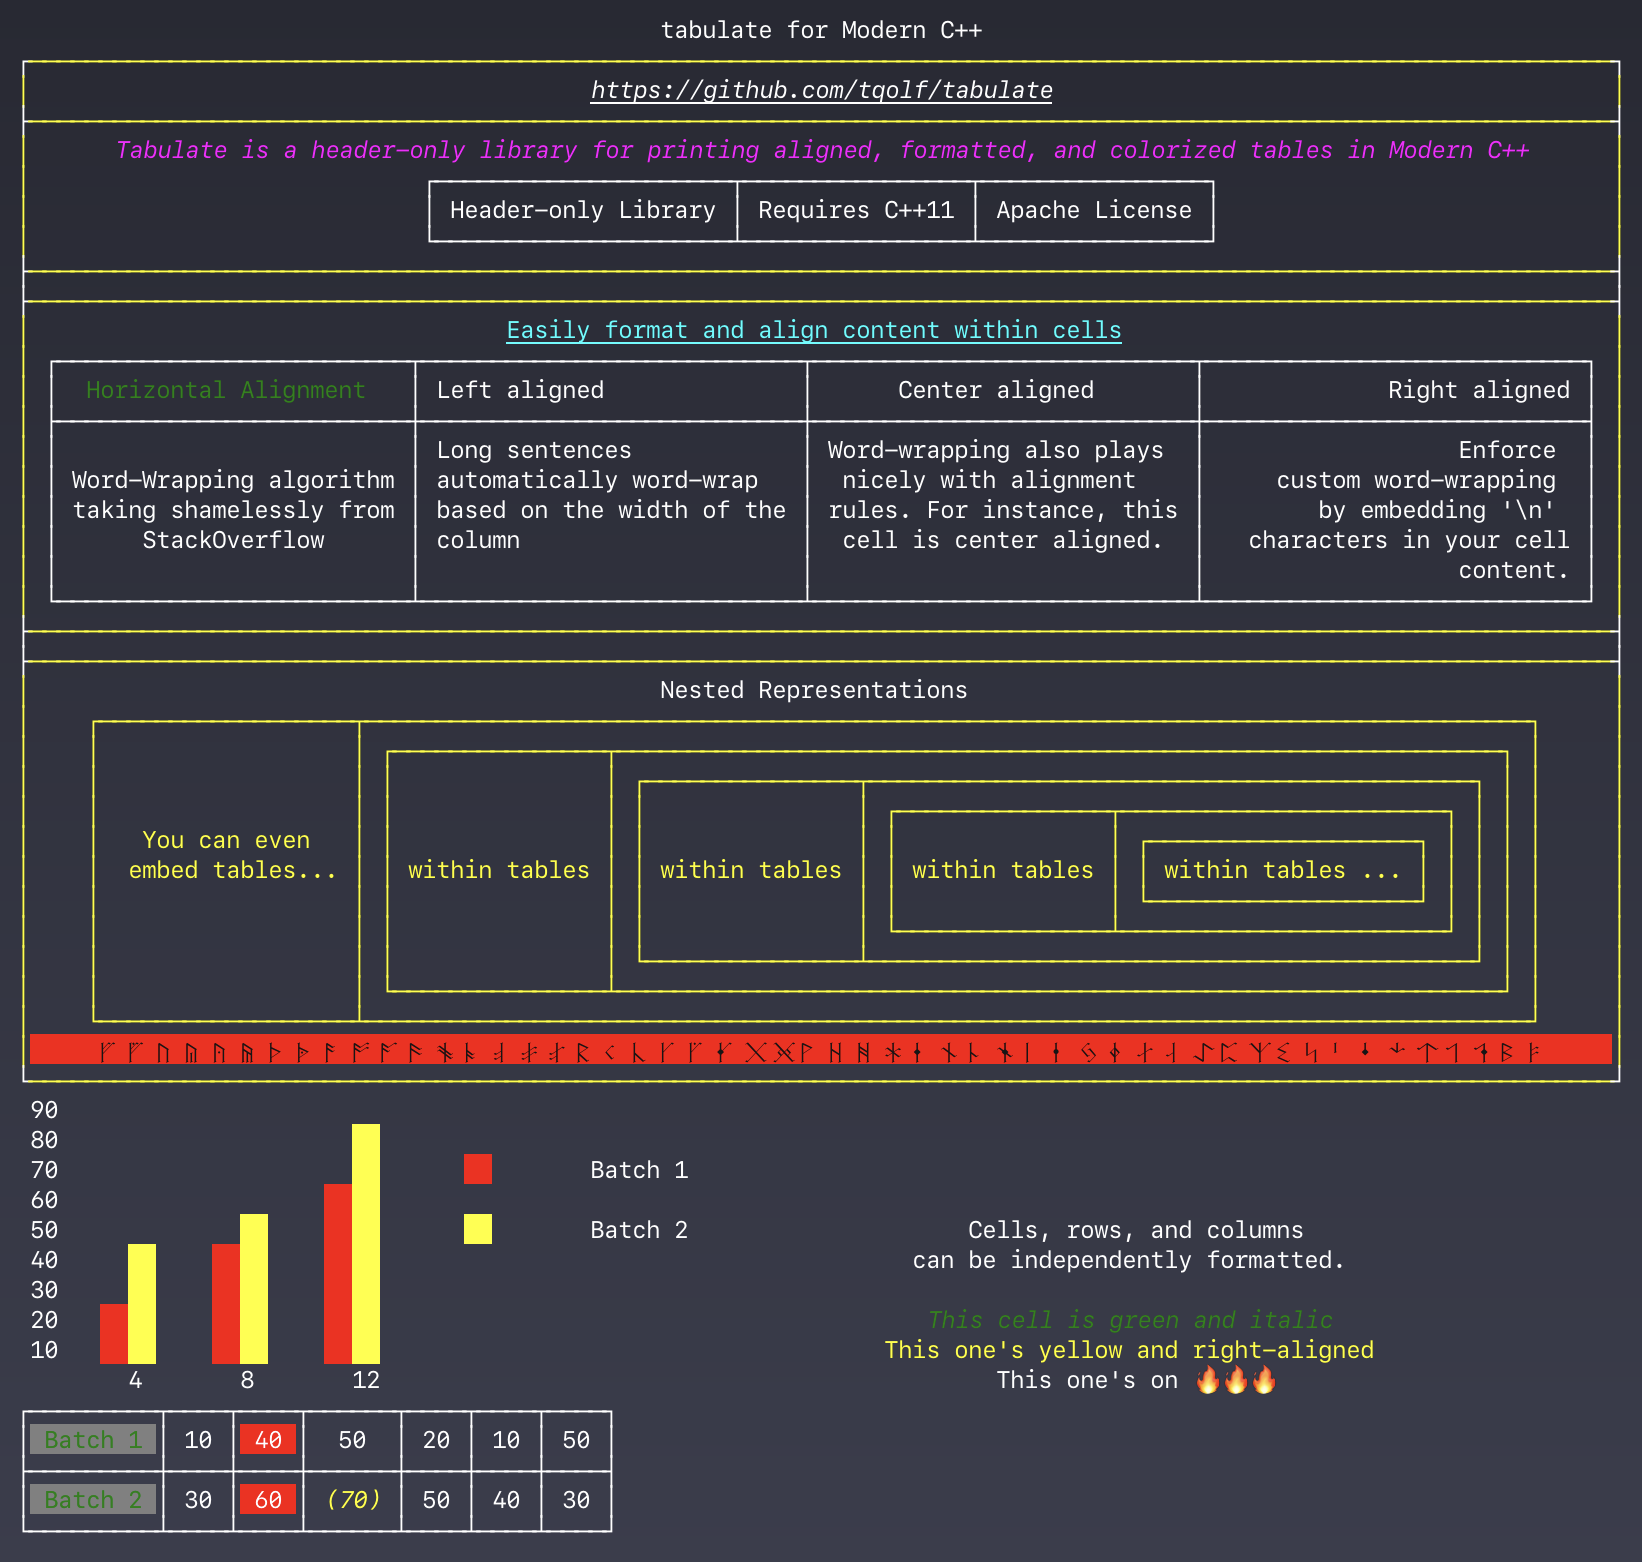 tabulate for Modern C++
https://github.com/tqolf/tabulate
Tabulate is a header-only library for printing aligned, formatted, and colorized tables in Modern C++
Header-only Library Requires C++11 Apache License
Easily format and align content within cells
Horizontal Alignment Left aligned Center aligned Right aligned
Word-Wrapping algorithm
taking shamelessly from
StackOverflow
Long sentences
automatically word-wrap
based on the width of the
column
Word-wrapping also plays
nicely with alignment
rules. For instance, this
cell is center aligned.
Enforce
custom word-wrapping
by embedding '\n'
characters in your cell
content.
Nested Representations
You can even
embed tables...
within tables
within tables
within tables
within tables ...
90
80
70
60
50
40
30
20
10
4 8 12
Batch 1
Batch 2
Cells, rows, and columns
can be independently formatted.
This cell is green and italic
This one's yellow and right-aligned
This one's on 🔥🔥🔥
Batch 1 10 40 50 20 10 50
Batch 2 30 60 (70) 50 40 30